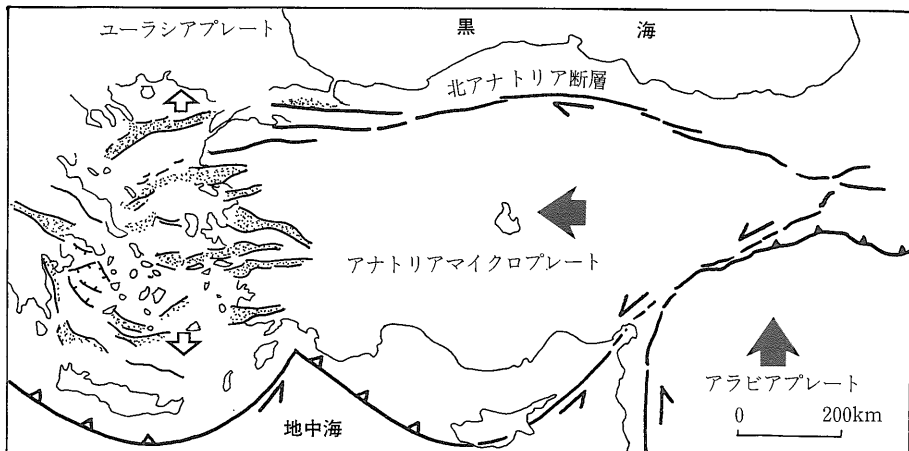 ユーラシアプレート
黒 海
北アナトリア断層
アナトリアマイクロプレート
アラビアプレート
0 200km
地中海